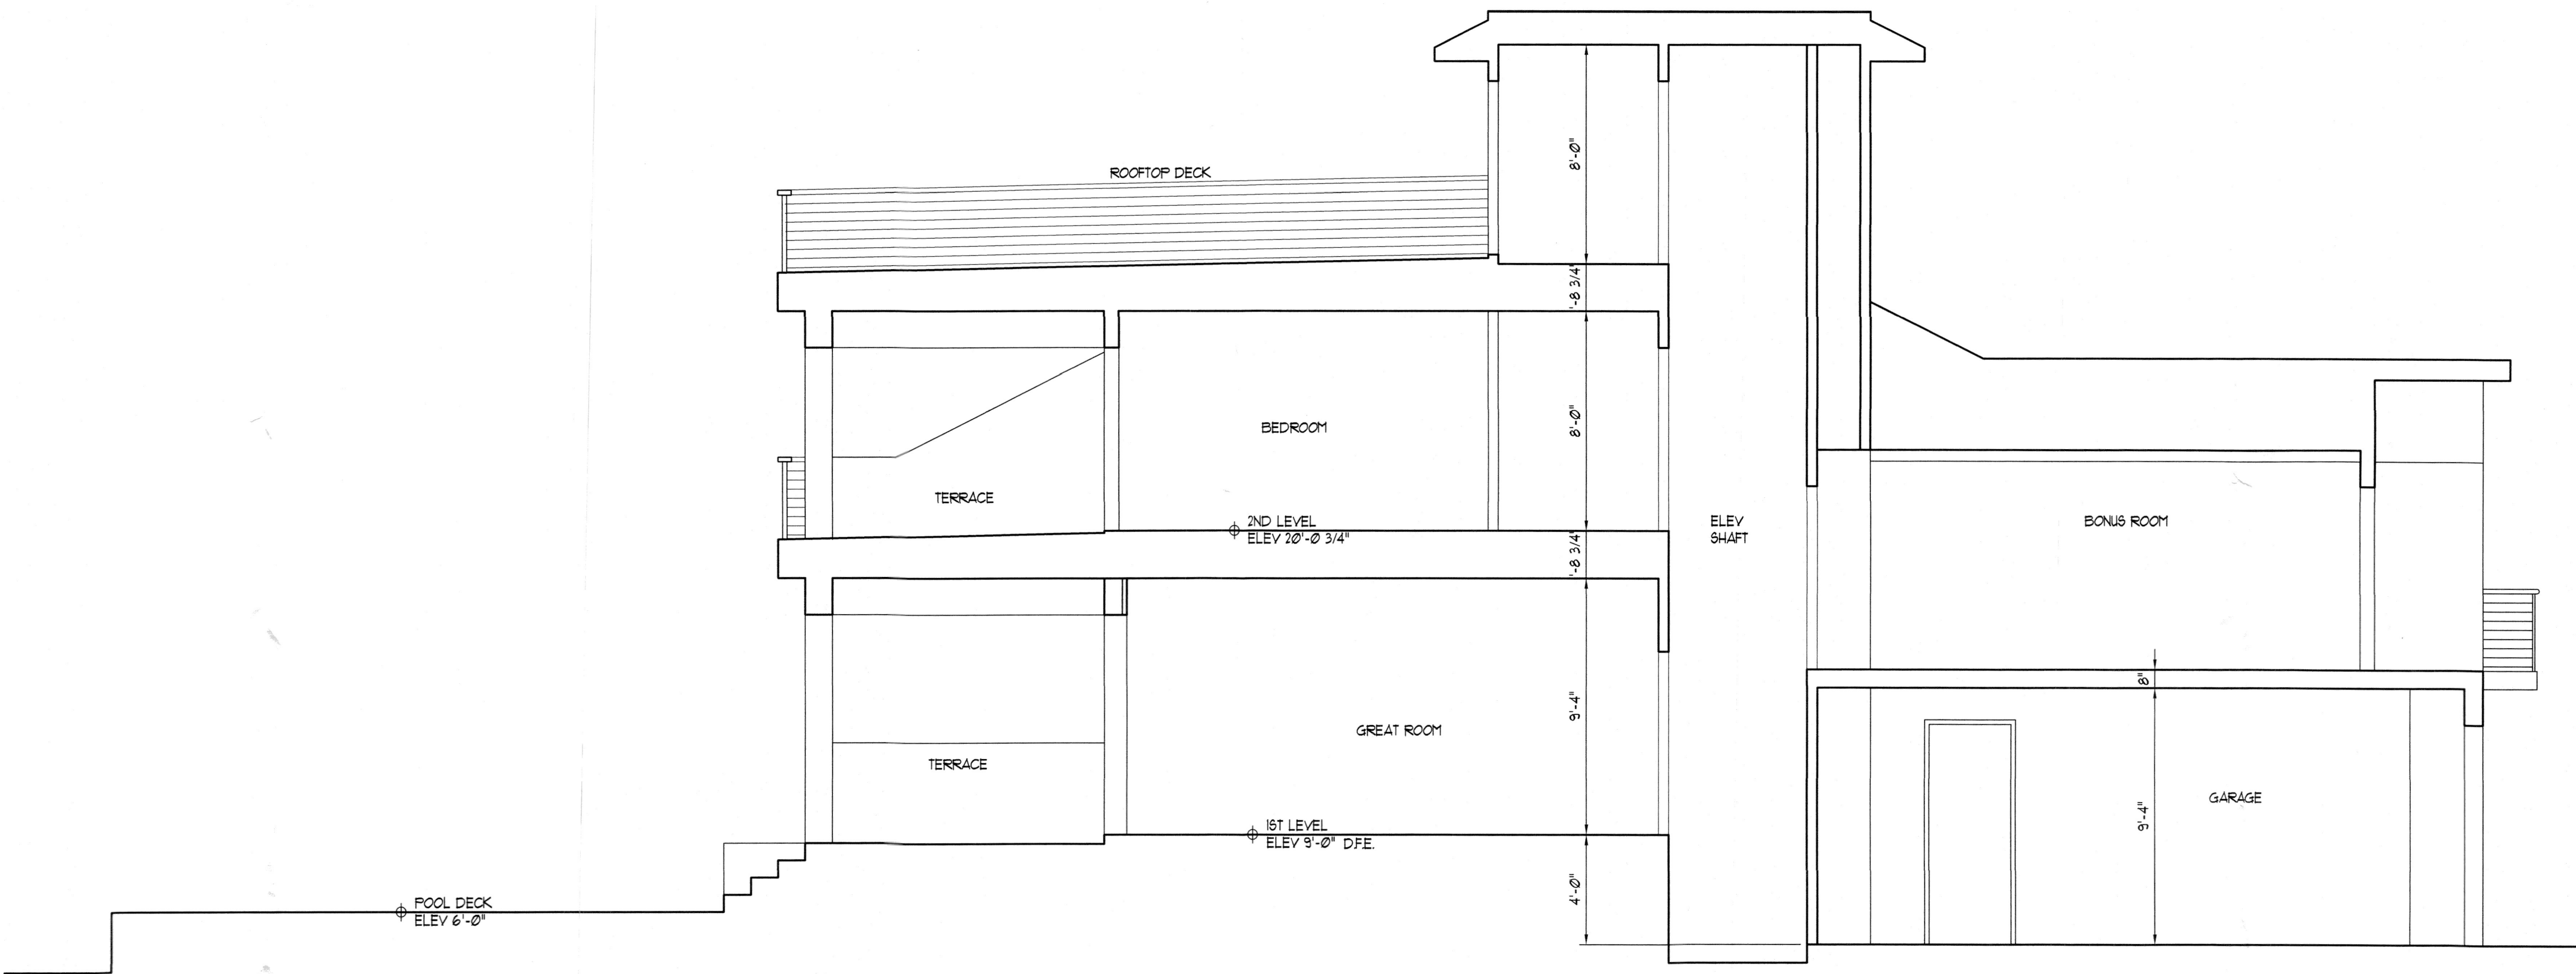 ROOFTOP DECK
8'-0"
'-8 3/4'
BEDROOM
8'-0"
TERRACE
2ND LEVEL
ELEV 20'-0 3/4"
'-8 3/4'
ELEV
SHAFT
BONUS ROOM
8"
9'-4"
GREAT ROOM
TERRACE
GARAGE
9'-4"
1ST LEVEL
ELEV 9'-0" D.F.E.
4'-0"
POOL DECK
ELEV 6'-0"